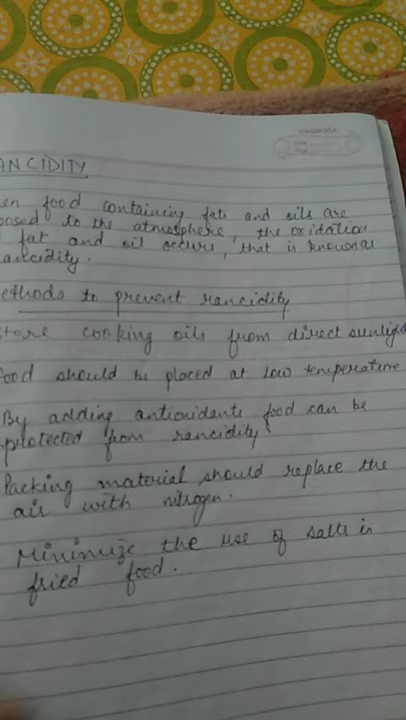 ANCIDITY
en food containing fats and oils are
posed to the atmosphere, the oxidation
fat and oil occurs, that is known as
ancidity.
ethods to prevent rancidity
Store cooking oils from direct sunlight
Food should be placed at low temperature
By adding antioxidants food can be
protected from rancidity
Packing material should replace the
air with nitrogen.
Minimize the use of salts in
fried food.